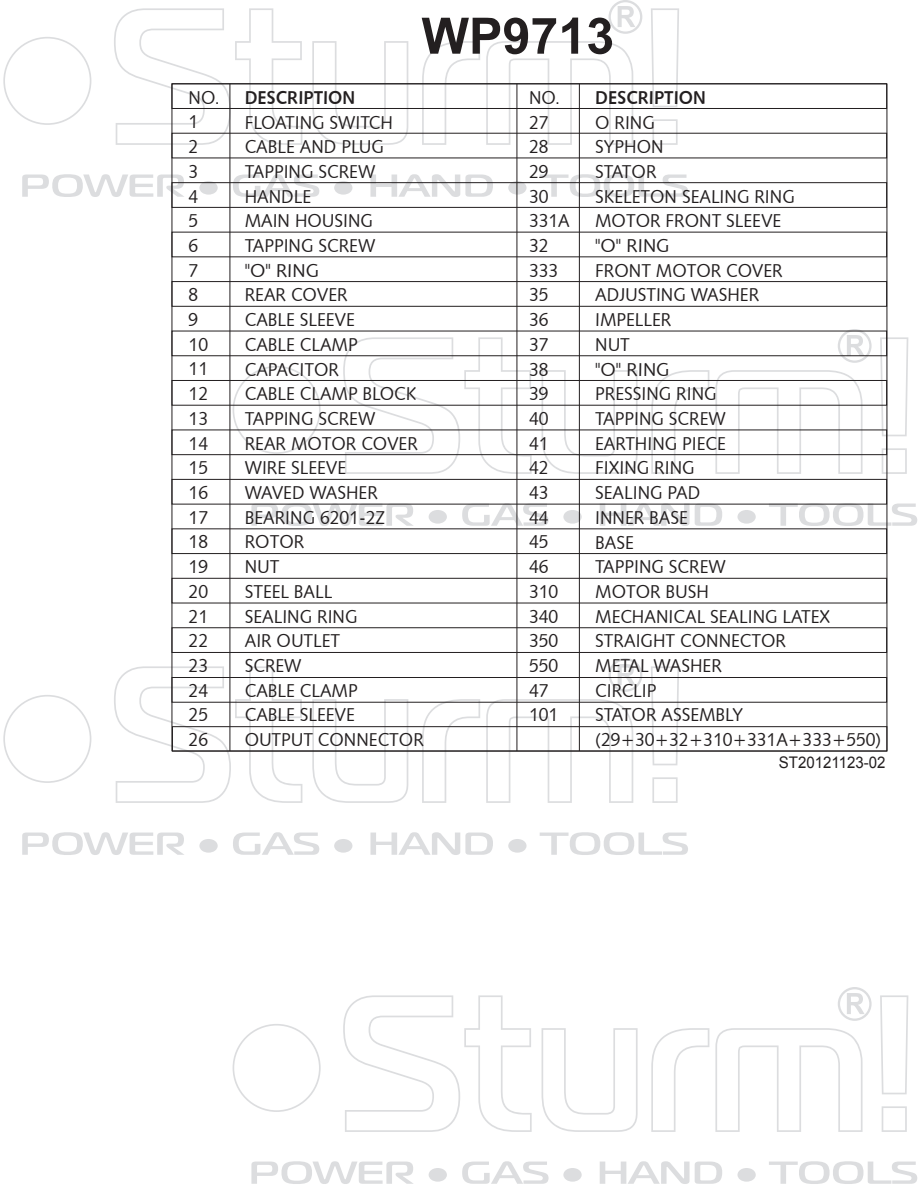 WP9713
NO. DESCRIPTION NO. DESCRIPTION
1 FLOATING SWITCH 27 O RING
2 CABLE AND PLUG 28 SYPHON
3 TAPPING SCREW 29 STATOR
4 HANDLE 30 SKELETON SEALING RING
5 MAIN HOUSING 331A MOTOR FRONT SLEEVE
6 TAPPING SCREW 32 "O" RING
7 "O" RING 333 FRONT MOTOR COVER
8 REAR COVER 35 ADJUSTING WASHER
9 CABLE SLEEVE 36 IMPELLER
10 CABLE CLAMP 37 NUT
11 CAPACITOR 38 "O" RING
12 CABLE CLAMP BLOCK 39 PRESSING RING
13 TAPPING SCREW 40 TAPPING SCREW
14 REAR MOTOR COVER 41 EARTHING PIECE
15 WIRE SLEEVE 42 FIXING RING
16 WAVED WASHER 43 SEALING PAD
17 BEARING 6201-2Z 44 INNER BASE
18 ROTOR 45 BASE
19 NUT 46 TAPPING SCREW
20 STEEL BALL 310 MOTOR BUSH
21 SEALING RING 340 MECHANICAL SEALING LATEX
22 AIR OUTLET 350 STRAIGHT CONNECTOR
23 SCREW 550 METAL WASHER
24 CABLE CLAMP 47 CIRCLIP
25 CABLE SLEEVE 101 STATOR ASSEMBLY
26 OUTPUT CONNECTOR (29+30+32+310+331A+333+550)
ST20121123-02
Sturm!®
POWER • GAS • HAND • TOOLS
Sturm!®
POWER • GAS • HAND • TOOLS
Sturm!®
POWER • GAS • HAND • TOOLS
Sturm!®
POWER • GAS • HAND • TOOLS